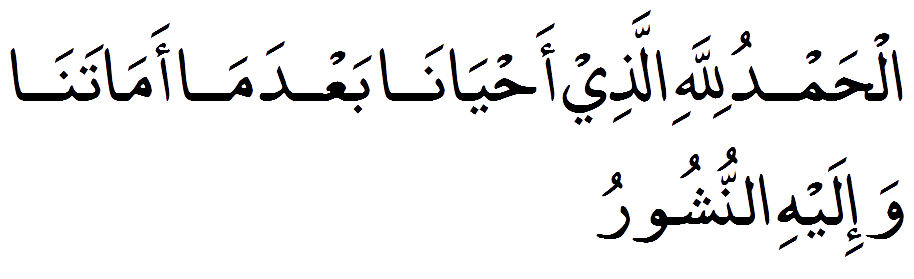 الْحَمْدُ لِلَّهِ الَّذِيْ أَحْيَانَا بَعْدَ مَا أَمَاتَنَا
وَإِلَيْهِ النُّشُورُ